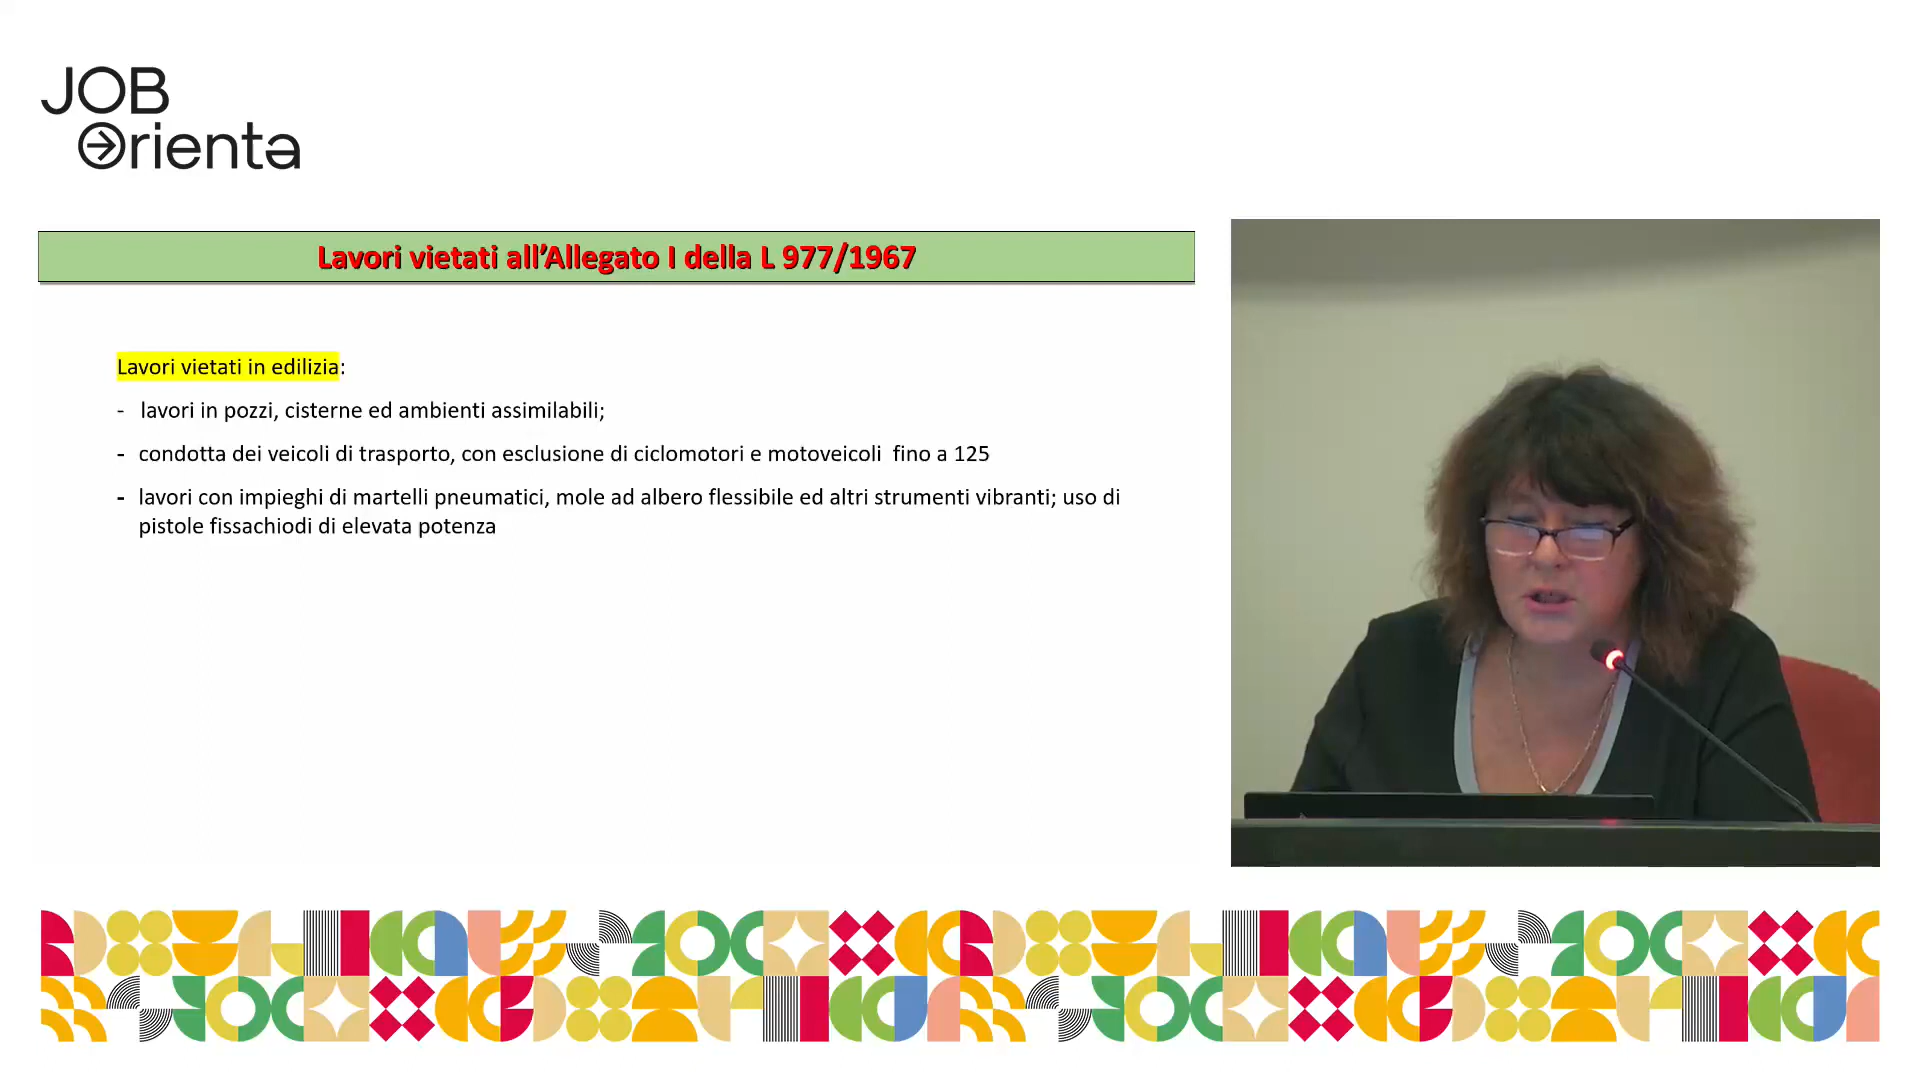 JOB
Orienta
Lavori vietati all’Allegato I della L 977/1967
Lavori vietati in edilizia:
- lavori in pozzi, cisterne ed ambienti assimilabili;
- condotta dei veicoli di trasporto, con esclusione di ciclomotori e motoveicoli fino a 125
- lavori con impieghi di martelli pneumatici, mole ad albero flessibile ed altri strumenti vibranti; uso di
pistole fissachiodi di elevata potenza